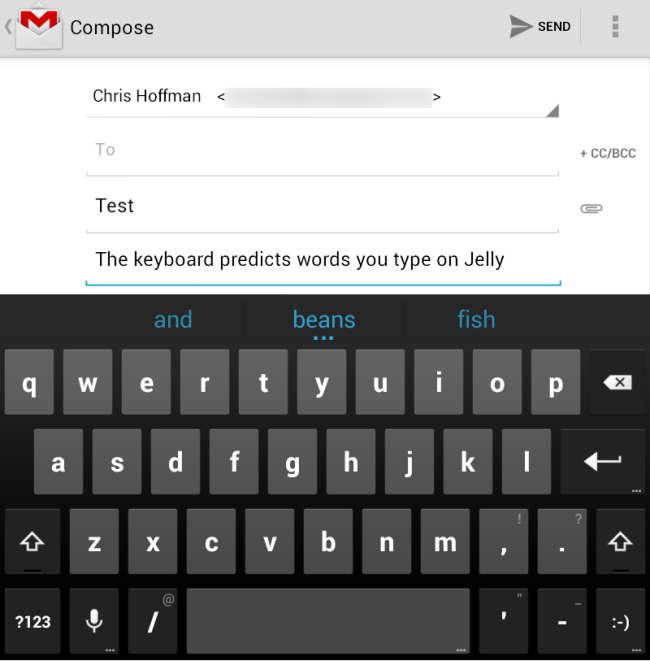 Compose SEND
Chris Hoffman < >
To + CC/BCC
Test
The keyboard predicts words you type on Jelly
and beans fish
q w e r t y u i o p
a s d f g h j k l
! ?
z x c v b n m , .
@ " _
?123 / ' - :-)